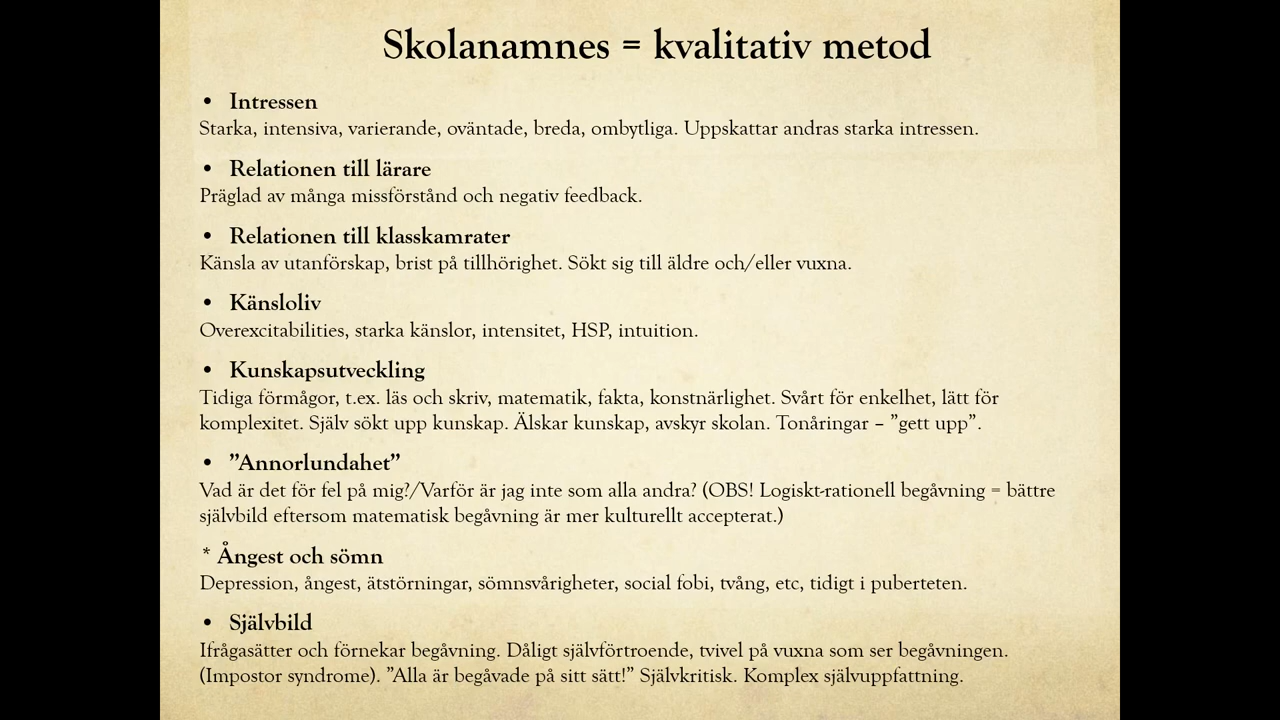 Skolanamnes = kvalitativ metod
• Intressen
Starka, intensiva, varierande, oväntade, breda, ombytliga. Uppskattar andras starka intressen.
• Relationen till lärare
Präglad av många missförstånd och negativ feedback.
• Relationen till klasskamrater
Känsla av utanförskap, brist på tillhörighet. Sökt sig till äldre och/eller vuxna.
• Känsloliv
Overexcitabilities, starka känslor, intensitet, HSP, intuition.
• Kunskapsutveckling
Tidiga förmågor, t.ex. läs och skriv, matematik, fakta, konstnärlighet. Svårt för enkelhet, lätt för
komplexitet. Själv sökt upp kunskap. Älskar kunskap, avskyr skolan. Tonåringar – ”gett upp”.
• ”Annorlundahet”
Vad är det för fel på mig?/Varför är jag inte som alla andra? (OBS! Logiskt-rationell begåvning = bättre
självbild eftersom matematisk begåvning är mer kulturellt accepterat.)
* Ångest och sömn
Depression, ångest, ätstörningar, sömnsvårigheter, social fobi, tvång, etc, tidigt i puberteten.
• Självbild
Ifrågasätter och förnekar begåvning. Dåligt självförtroende, tvivel på vuxna som ser begåvningen.
(Impostor syndrome). ”Alla är begåvade på sitt sätt!” Självkritisk. Komplex självuppfattning.